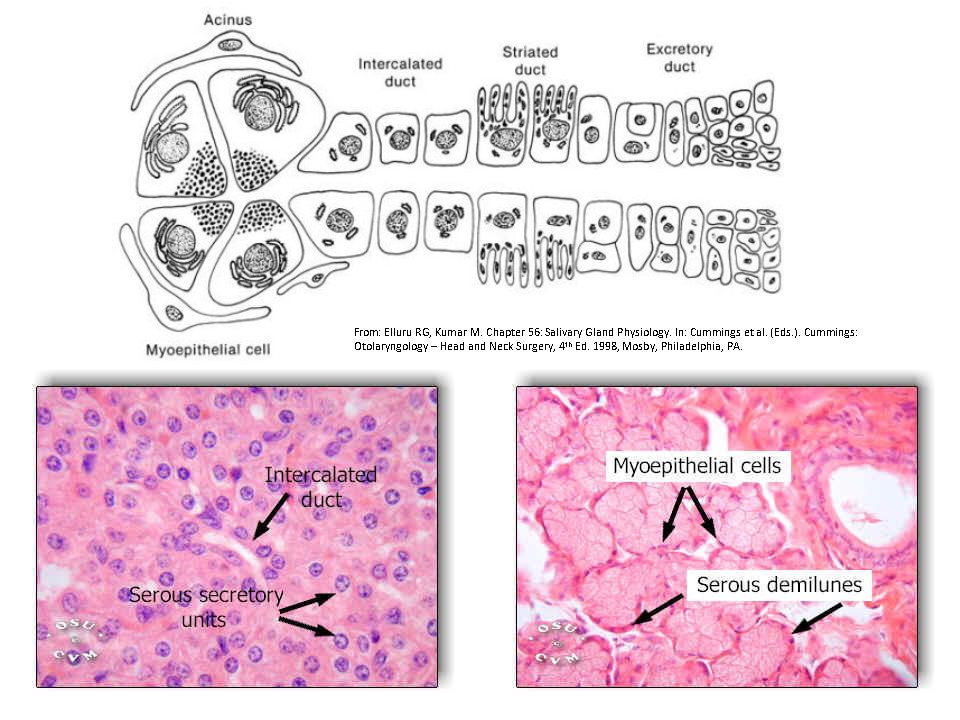 Acinus
Intercalated
duct
Striated
duct
Excretory
duct
Myoepithelial cell
From: Elluru RG, Kumar M. Chapter 56: Salivary Gland Physiology. In: Cummings et al. (Eds.). Cummings:
Otolaryngology – Head and Neck Surgery, 4th Ed. 1998, Mosby, Philadelphia, PA.
Intercalated
duct
Serous secretory
units
OSU
CVM
Myoepithelial cells
Serous demilunes
OSU
CVM